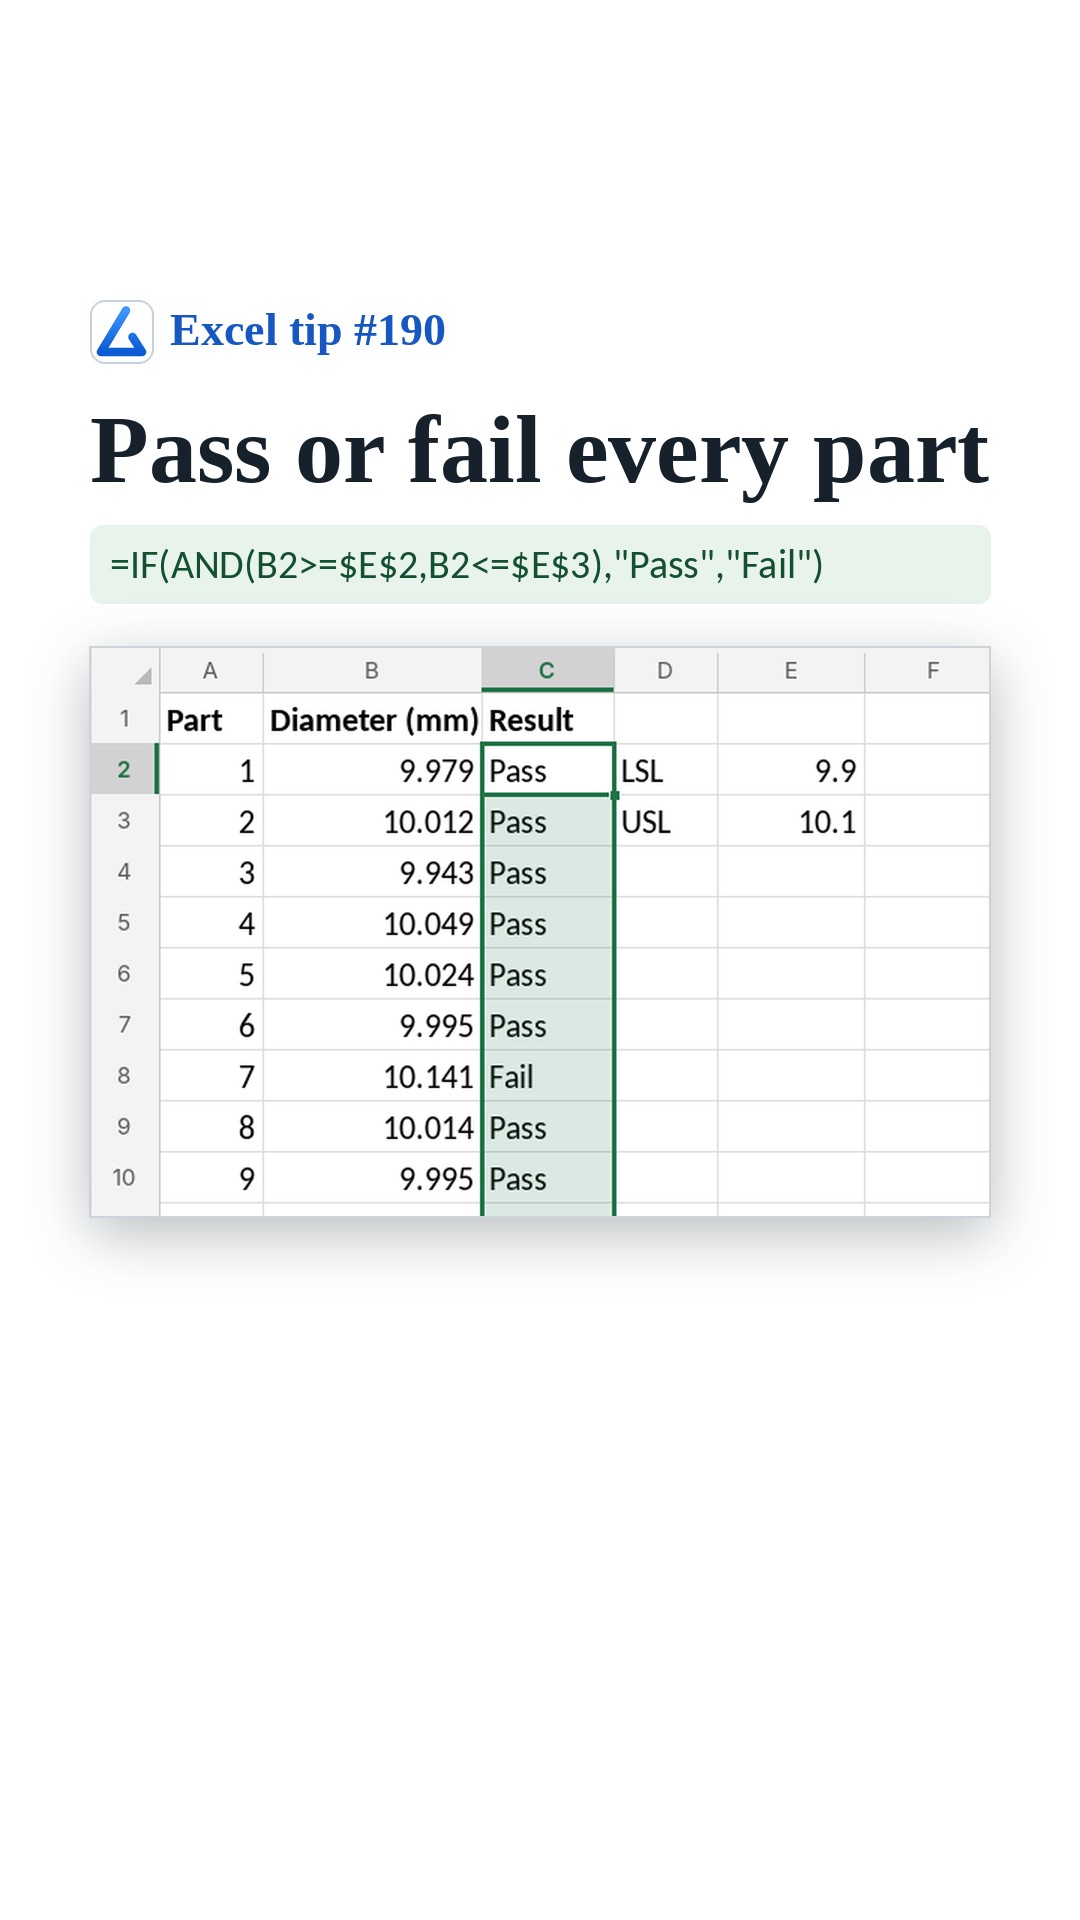 Excel tip #190
Pass or fail every part
=IF(AND(B2>=$E$2,B2<=$E$3),"Pass","Fail")
A B C D E F
1 Part Diameter (mm) Result
2 1 9.979 Pass LSL 9.9
3 2 10.012 Pass USL 10.1
4 3 9.943 Pass
5 4 10.049 Pass
6 5 10.024 Pass
7 6 9.995 Pass
8 7 10.141 Fail
9 8 10.014 Pass
10 9 9.995 Pass